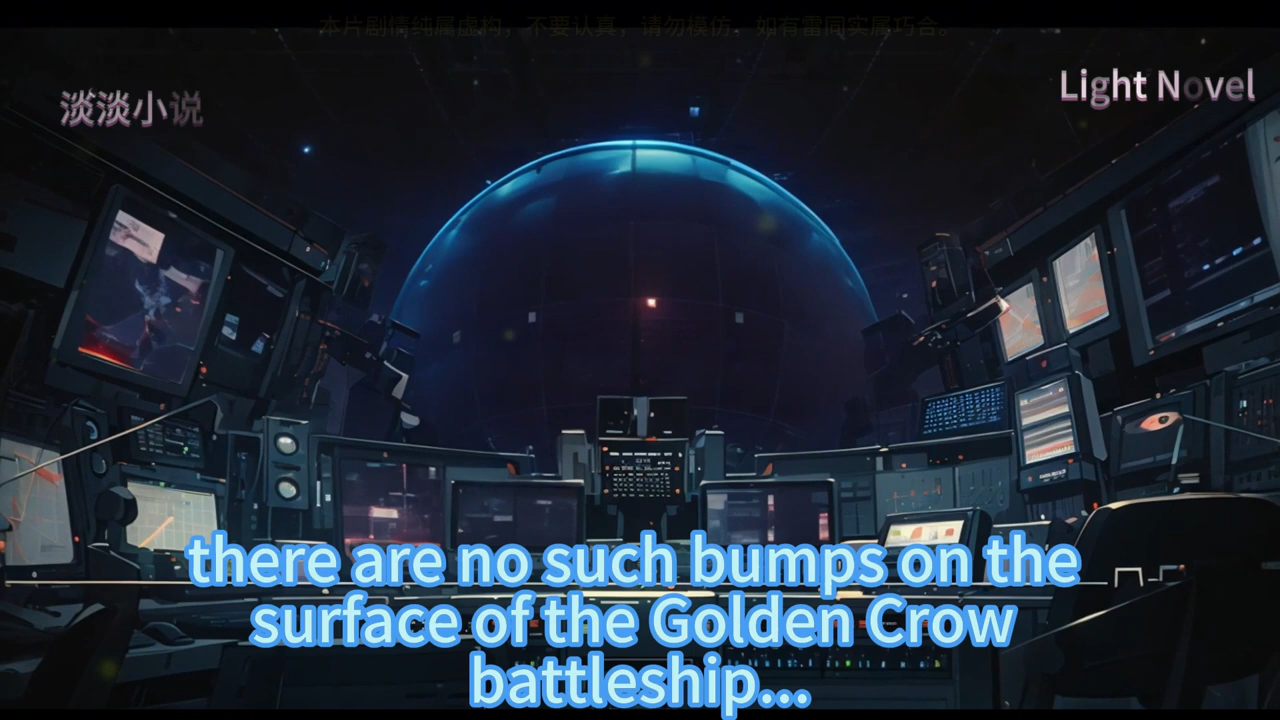 本片剧情纯属虚构，不要认真，请勿模仿，如有雷同实属巧合。
淡淡小说
Light Novel
there are no such bumps on the
surface of the Golden Crow
battleship...